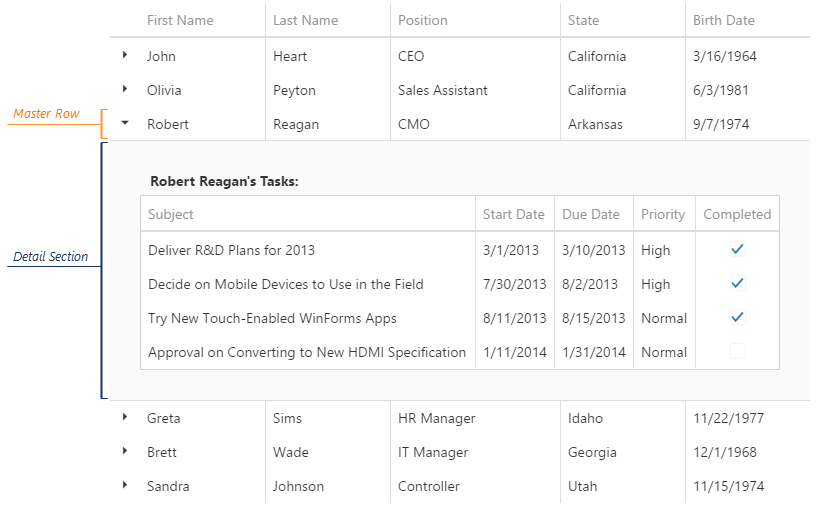 First Name Last Name Position State Birth Date
John Heart CEO California 3/16/1964
Olivia Peyton Sales Assistant California 6/3/1981
Master Row
Robert Reagan CMO Arkansas 9/7/1974
Robert Reagan's Tasks:
Subject Start Date Due Date Priority Completed
Deliver R&D Plans for 2013 3/1/2013 3/10/2013 High
Detail Section
Decide on Mobile Devices to Use in the Field 7/30/2013 8/2/2013 High
Try New Touch-Enabled WinForms Apps 8/11/2013 8/15/2013 Normal
Approval on Converting to New HDMI Specification 1/11/2014 1/31/2014 Normal
Greta Sims HR Manager Idaho 11/22/1977
Brett Wade IT Manager Georgia 12/1/1968
Sandra Johnson Controller Utah 11/15/1974